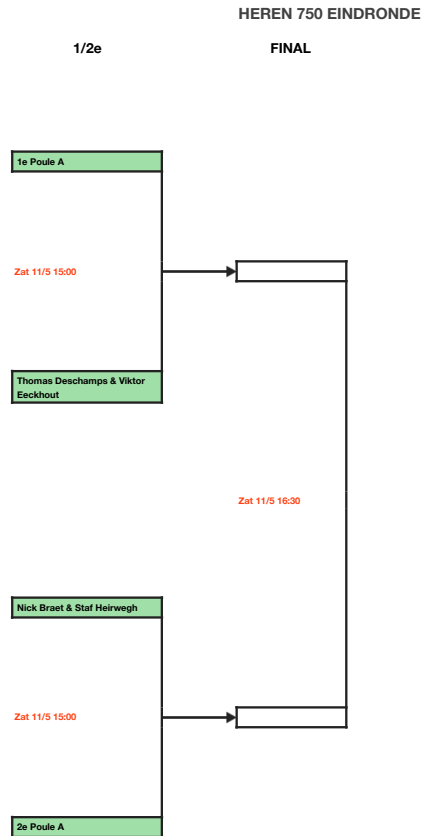 HEREN 750 EINDRONDE
1/2e
FINAL
1e Poule A
Zat 11/5 15:00
Thomas Deschamps & Viktor
Eeckhout
Zat 11/5 16:30
Nick Braet & Staf Heirwegh
Zat 11/5 15:00
2e Poule A